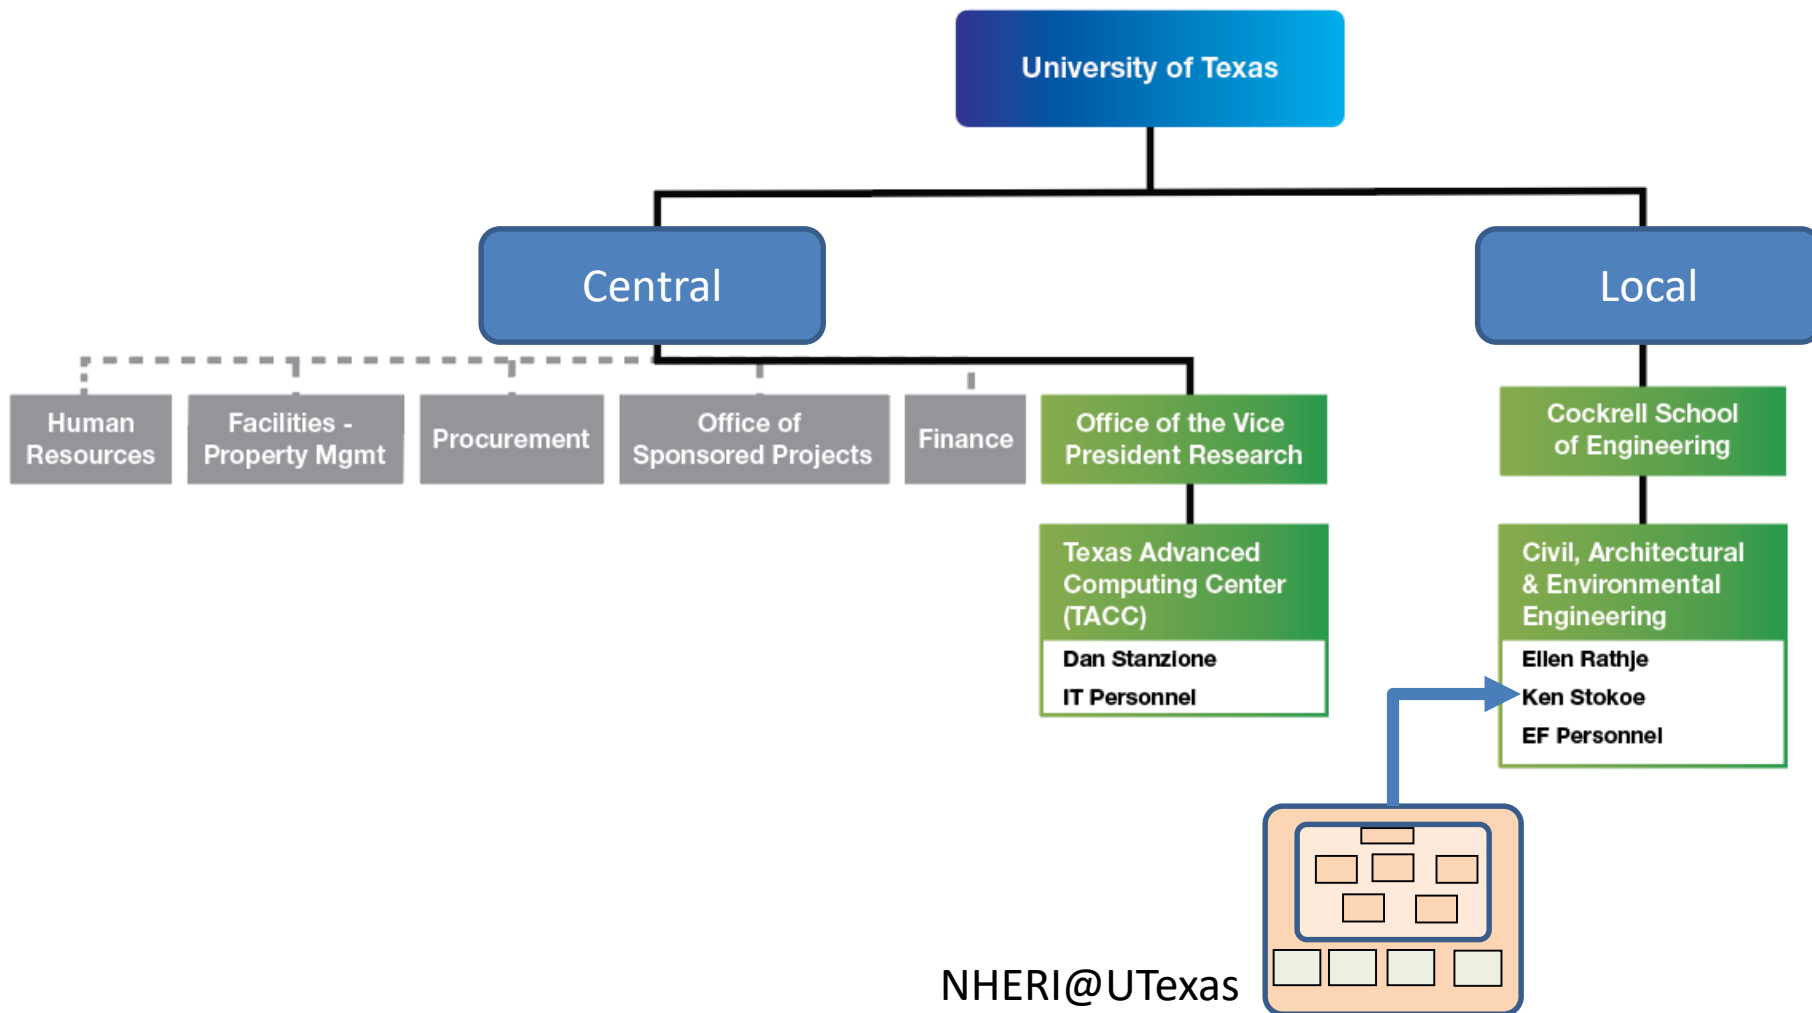 University of Texas
Central
Local
Human
Resources
Facilities -
Property Mgmt
Procurement
Office of
Sponsored Projects
Finance
Office of the Vice
President Research
Cockrell School
of Engineering
Texas Advanced
Computing Center
(TACC)
Dan Stanzione
IT Personnel
Civil, Architectural
& Environmental
Engineering
Ellen Rathje
Ken Stokoe
EF Personnel
NHERI@UTexas